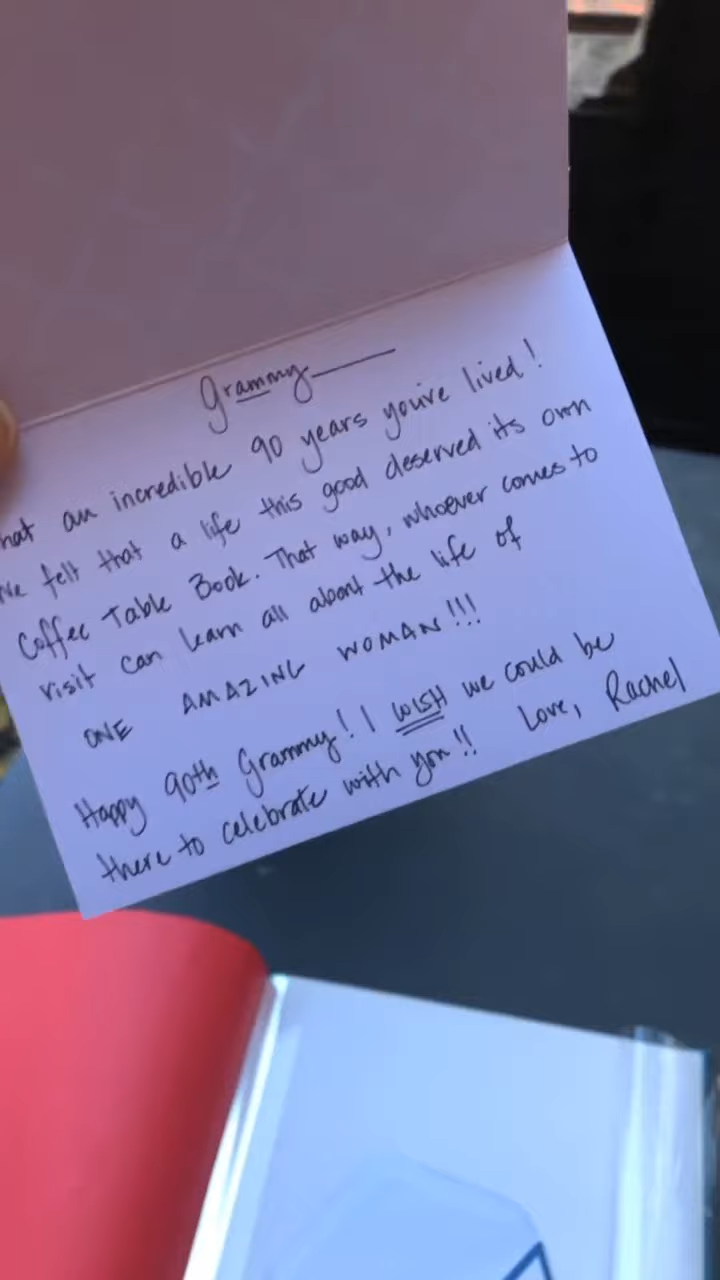 Grammy—
hat an incredible 90 years you've lived!
We felt that a life this good deserved its own
Coffee Table Book. That way, whoever comes to
visit can learn all about the life of
ONE AMAZING WOMAN!!!
Happy 90th Grammy! I WISH we could be
there to celebrate with you!! Love, Rachel